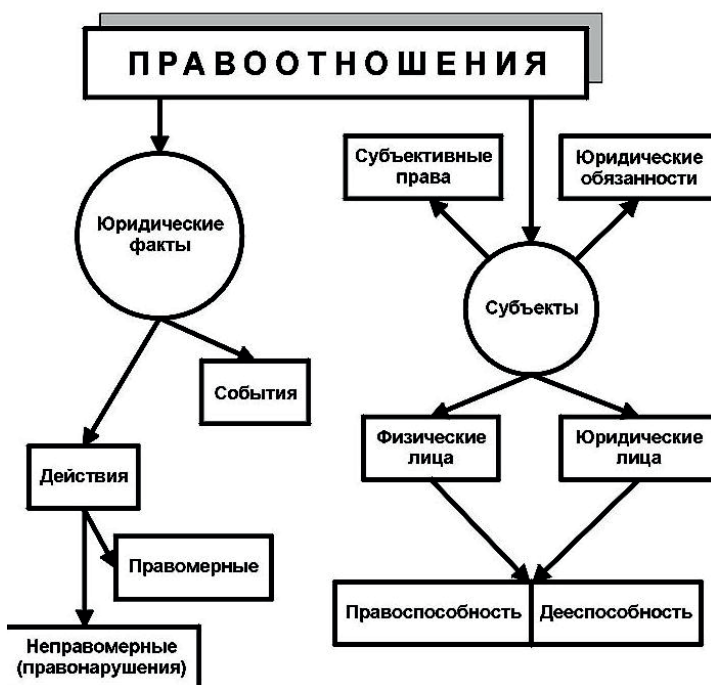 ПРАВООТНОШЕНИЯ
Субъективные
права
Юридические
обязанности
Юридические
факты
Субъекты
События
Физические
лица
Юридические
лица
Действия
Правомерные
Правоспособность
Дееспособность
Неправомерные
(правонарушения)